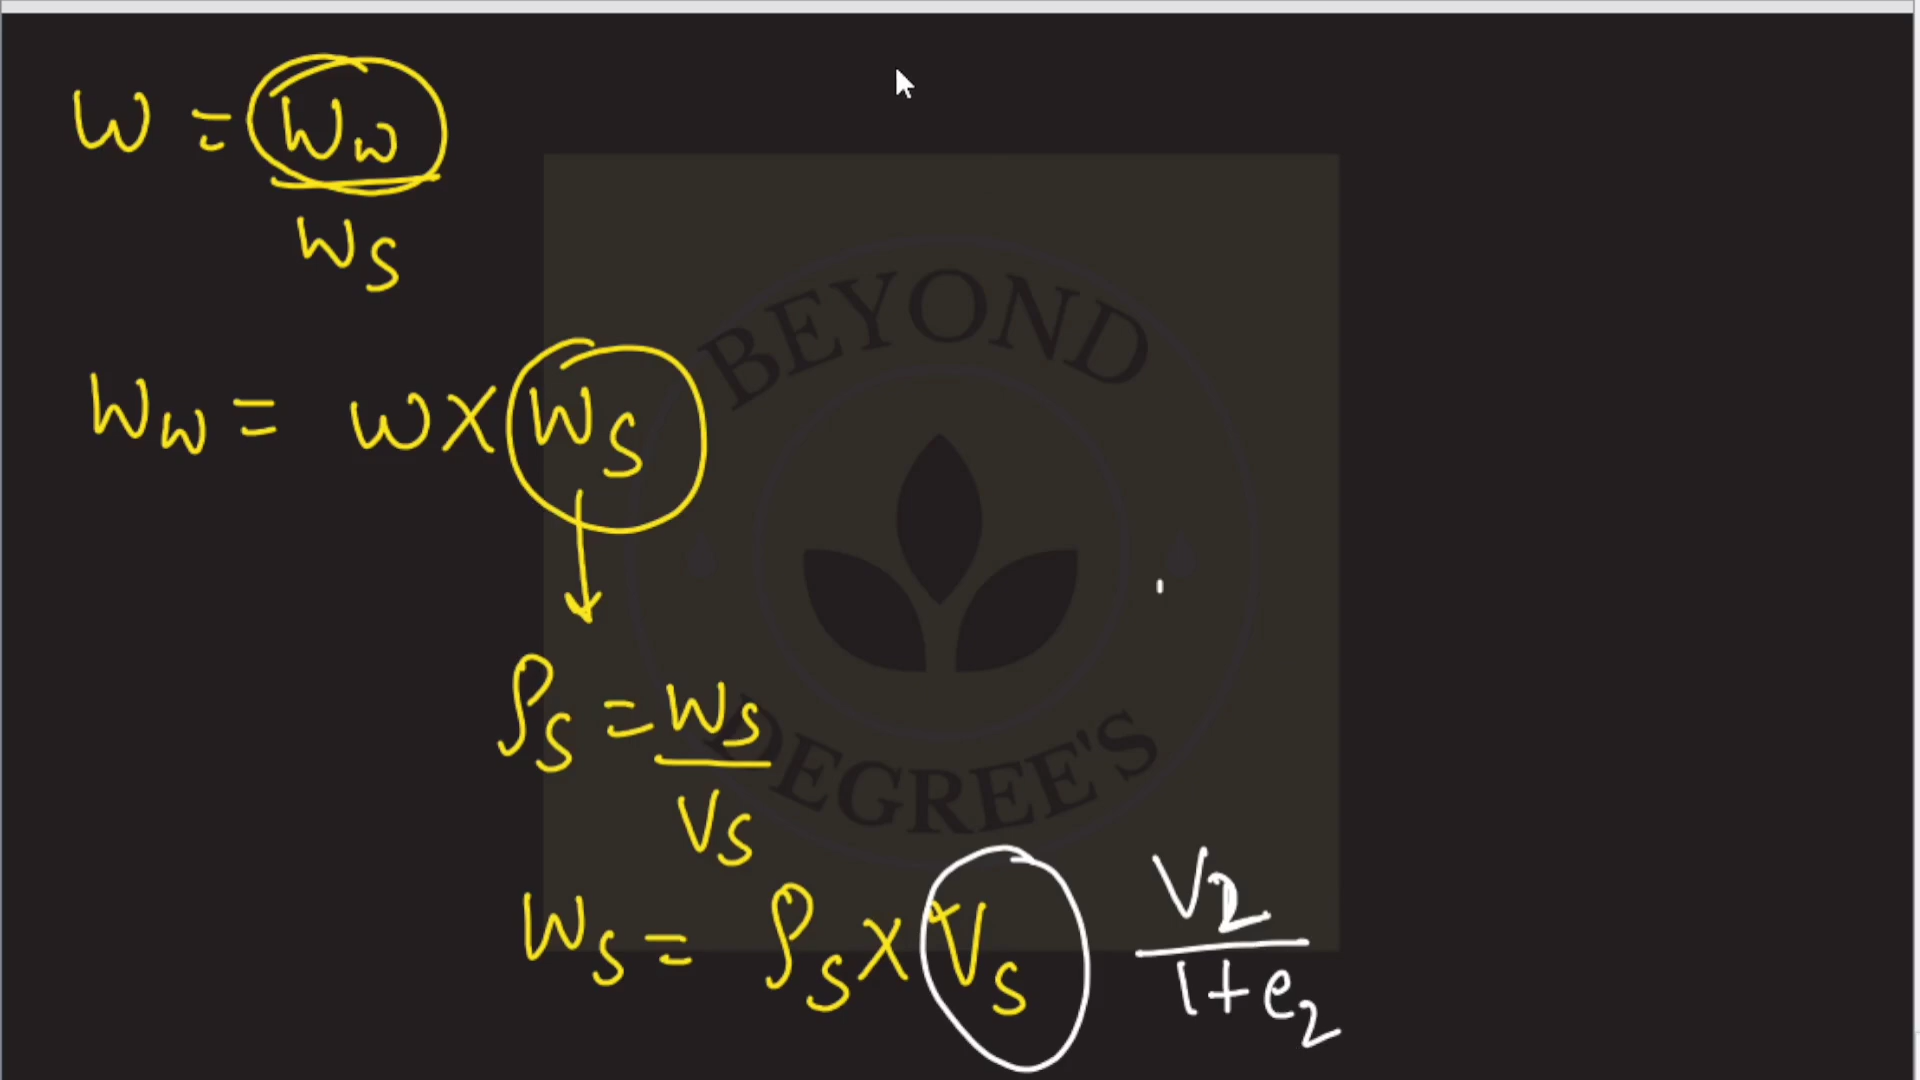 w = Ww
Ws
Ww = w × Ws
ρs = Ws
Vs
Ws = ρs × Vs
V2
1+e2
BEYOND
DEGREE'S